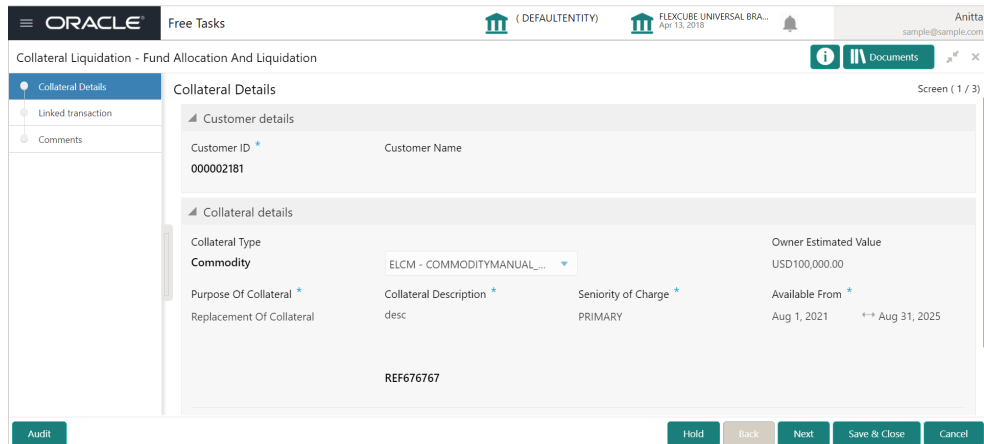 ORACLE
Free Tasks
( DEFAULTENTITY)
FLEXCUBE UNIVERSAL BRA...
Apr 13, 2018
Anitta
sample@sample.com
Collateral Liquidation - Fund Allocation And Liquidation
Documents
Collateral Details
Linked transaction
Comments
Collateral Details
Screen ( 1 / 3)
Customer details
Customer ID *
Customer Name
000002181
Collateral details
Collateral Type
Owner Estimated Value
Commodity
ELCM - COMMODITYMANUAL_...
USD100,000.00
Purpose Of Collateral *
Collateral Description *
Seniority of Charge *
Available From *
Replacement Of Collateral
desc
PRIMARY
Aug 1, 2021 ↔ Aug 31, 2025
REF676767
Audit
Hold
Back
Next
Save & Close
Cancel